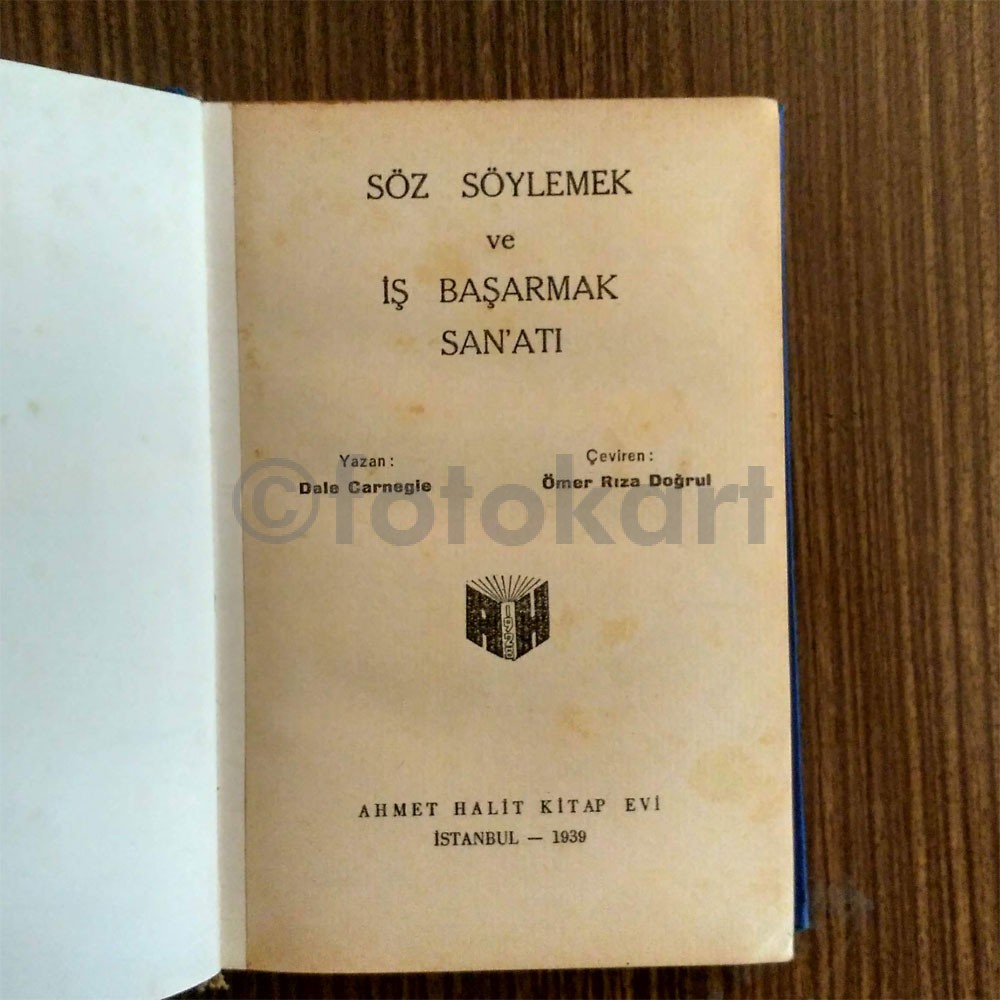 SÖZ SÖYLEMEK
ve
İŞ BAŞARMAK
SAN'ATI
Yazan :
Dale Carnegie
Çeviren :
Ömer Rıza Doğrul
©fotokart
A 1928 H
AHMET HALİT KİTAP EVİ
İSTANBUL — 1939